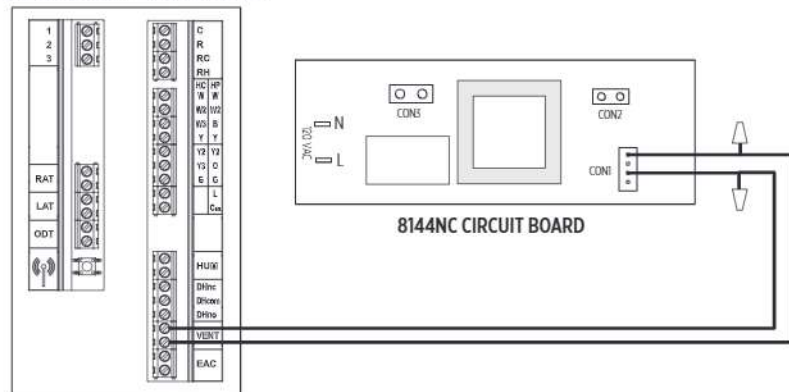 1
2
3
RAT
LAT
ODT
C
R
RC
RH
HC HP
W W
W2 W2
W3 B
Y Y
Y2 Y2
Y3 O
G G
L
HUM
DHnc
DHcom
DHno
VENT
EAC
N
120 VAC
L
CON3
CON2
CON1
8144NC CIRCUIT BOARD